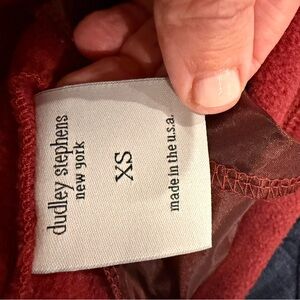 dudley stephens
new york
XS
made in the u.s.a.